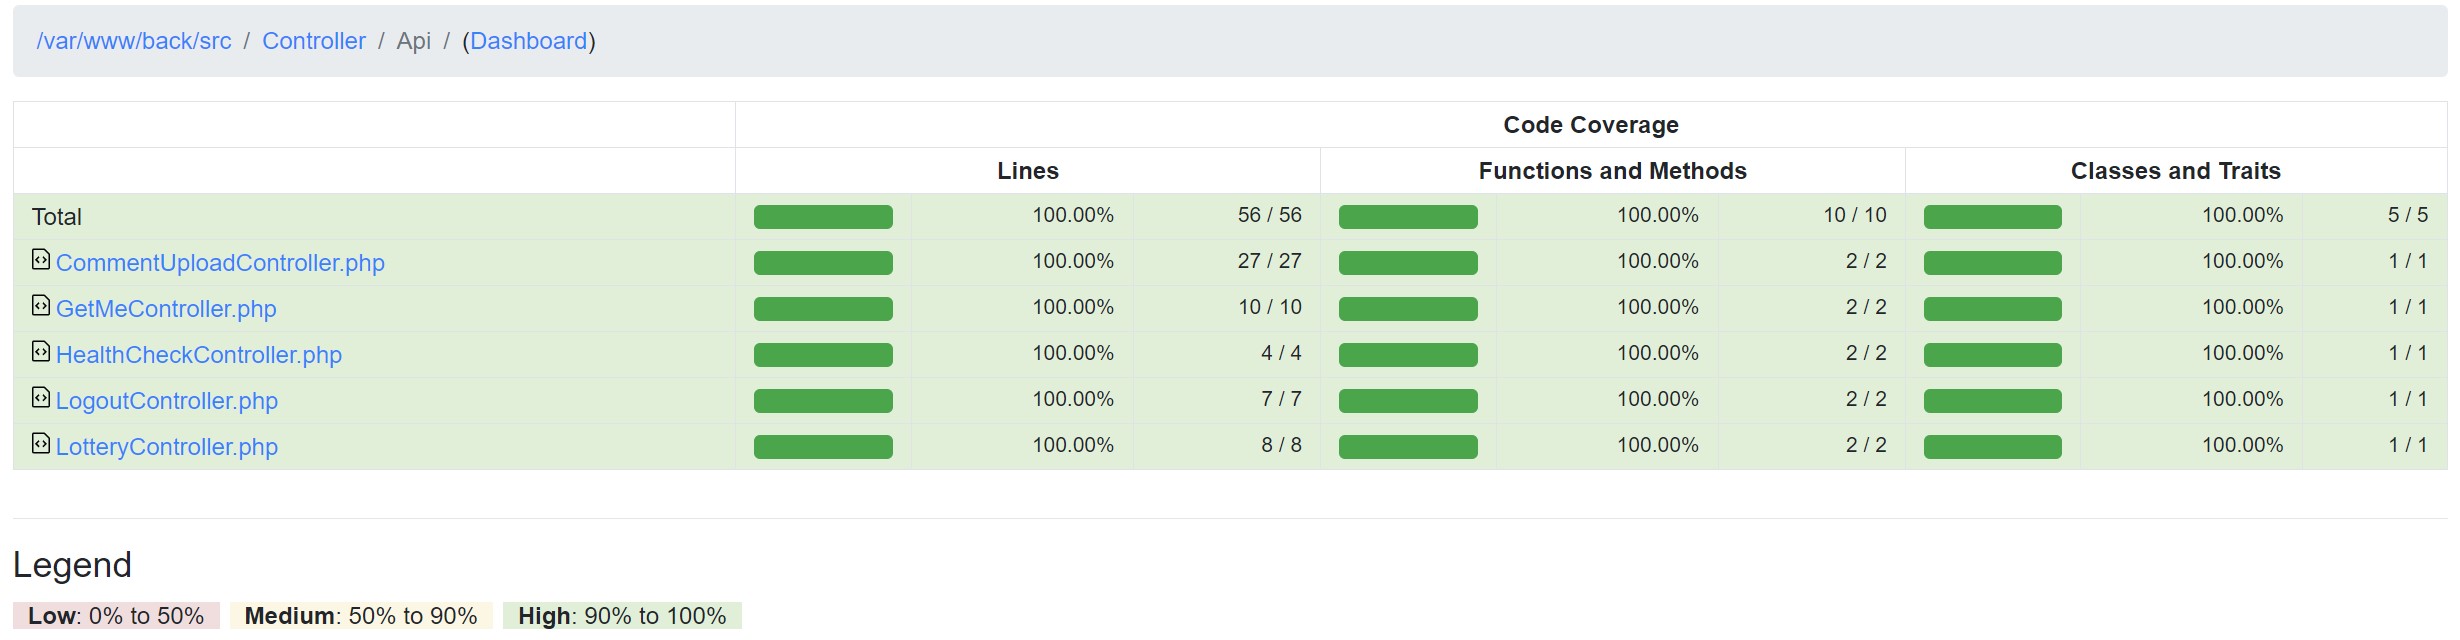 /var/www/back/src / Controller / Api / (Dashboard)
Code Coverage
Lines Functions and Methods Classes and Traits
Total 100.00% 56 / 56 100.00% 10 / 10 100.00% 5 / 5
CommentUploadController.php 100.00% 27 / 27 100.00% 2 / 2 100.00% 1 / 1
GetMeController.php 100.00% 10 / 10 100.00% 2 / 2 100.00% 1 / 1
HealthCheckController.php 100.00% 4 / 4 100.00% 2 / 2 100.00% 1 / 1
LogoutController.php 100.00% 7 / 7 100.00% 2 / 2 100.00% 1 / 1
LotteryController.php 100.00% 8 / 8 100.00% 2 / 2 100.00% 1 / 1
Legend
Low: 0% to 50% Medium: 50% to 90% High: 90% to 100%